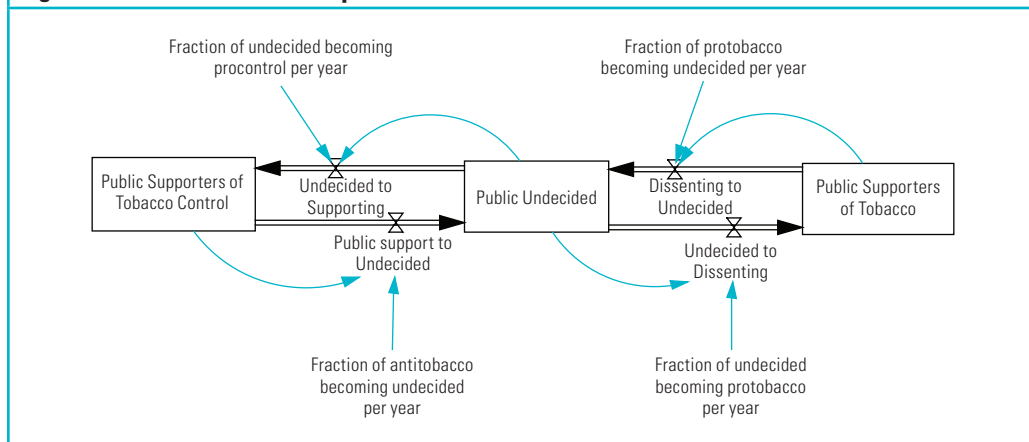 Fraction of undecided becoming
procontrol per year
Fraction of protobacco
becoming undecided per year
Public Supporters of
Tobacco Control
Undecided to
Supporting
Public support to
Undecided
Public Undecided
Dissenting to
Undecided
Undecided to
Dissenting
Public Supporters
of Tobacco
Fraction of antitobacco
becoming undecided
per year
Fraction of undecided
becoming protobacco
per year